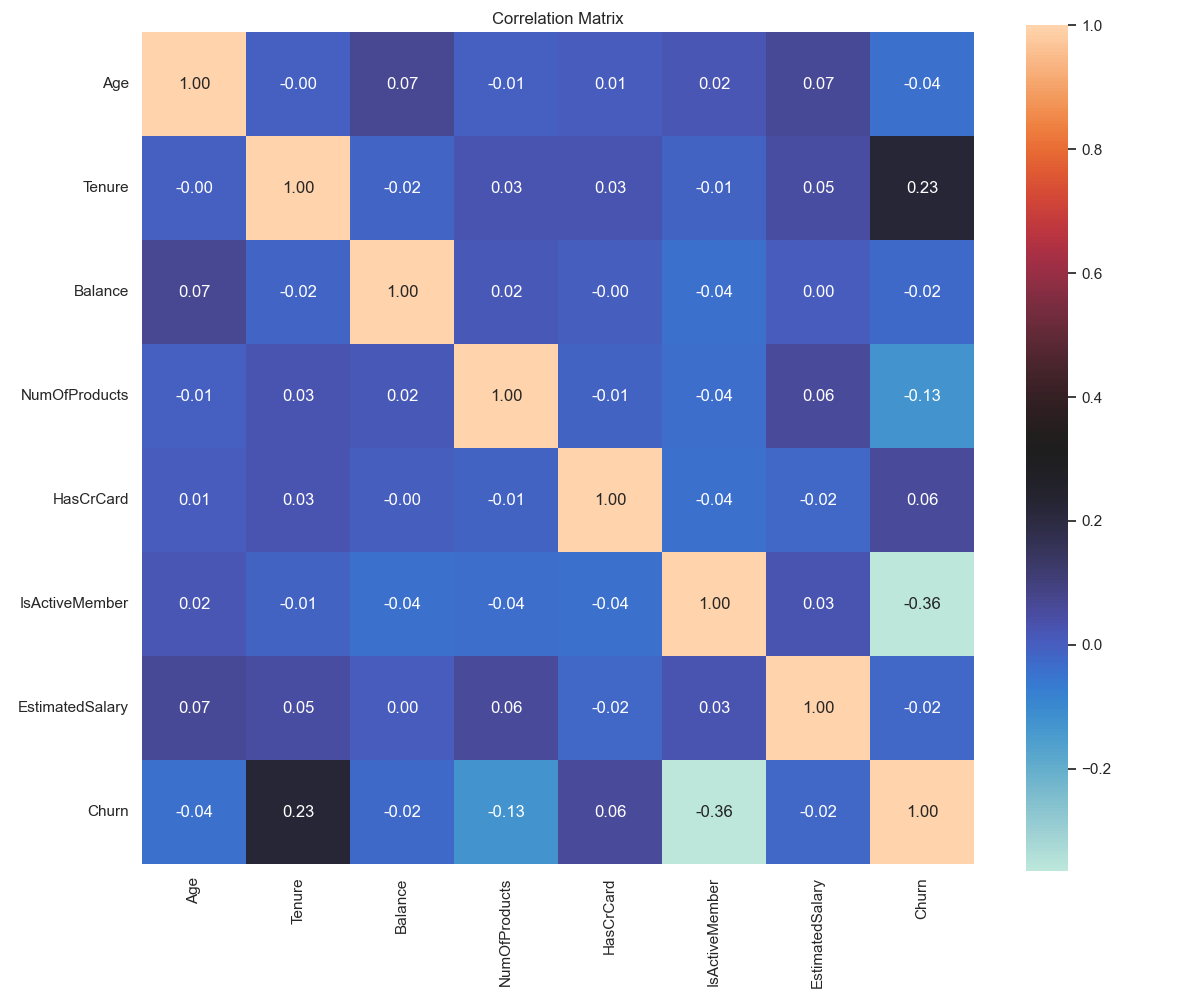 Correlation Matrix
Age 1.00 -0.00 0.07 -0.01 0.01 0.02 0.07 -0.04
Tenure -0.00 1.00 -0.02 0.03 0.03 -0.01 0.05 0.23
Balance 0.07 -0.02 1.00 0.02 -0.00 -0.04 0.00 -0.02
NumOfProducts -0.01 0.03 0.02 1.00 -0.01 -0.04 0.06 -0.13
HasCrCard 0.01 0.03 -0.00 -0.01 1.00 -0.04 -0.02 0.06
IsActiveMember 0.02 -0.01 -0.04 -0.04 -0.04 1.00 0.03 -0.36
EstimatedSalary 0.07 0.05 0.00 0.06 -0.02 0.03 1.00 -0.02
Churn -0.04 0.23 -0.02 -0.13 0.06 -0.36 -0.02 1.00
Age
Tenure
Balance
NumOfProducts
HasCrCard
IsActiveMember
EstimatedSalary
Churn
1.0
0.8
0.6
0.4
0.2
0.0
−0.2